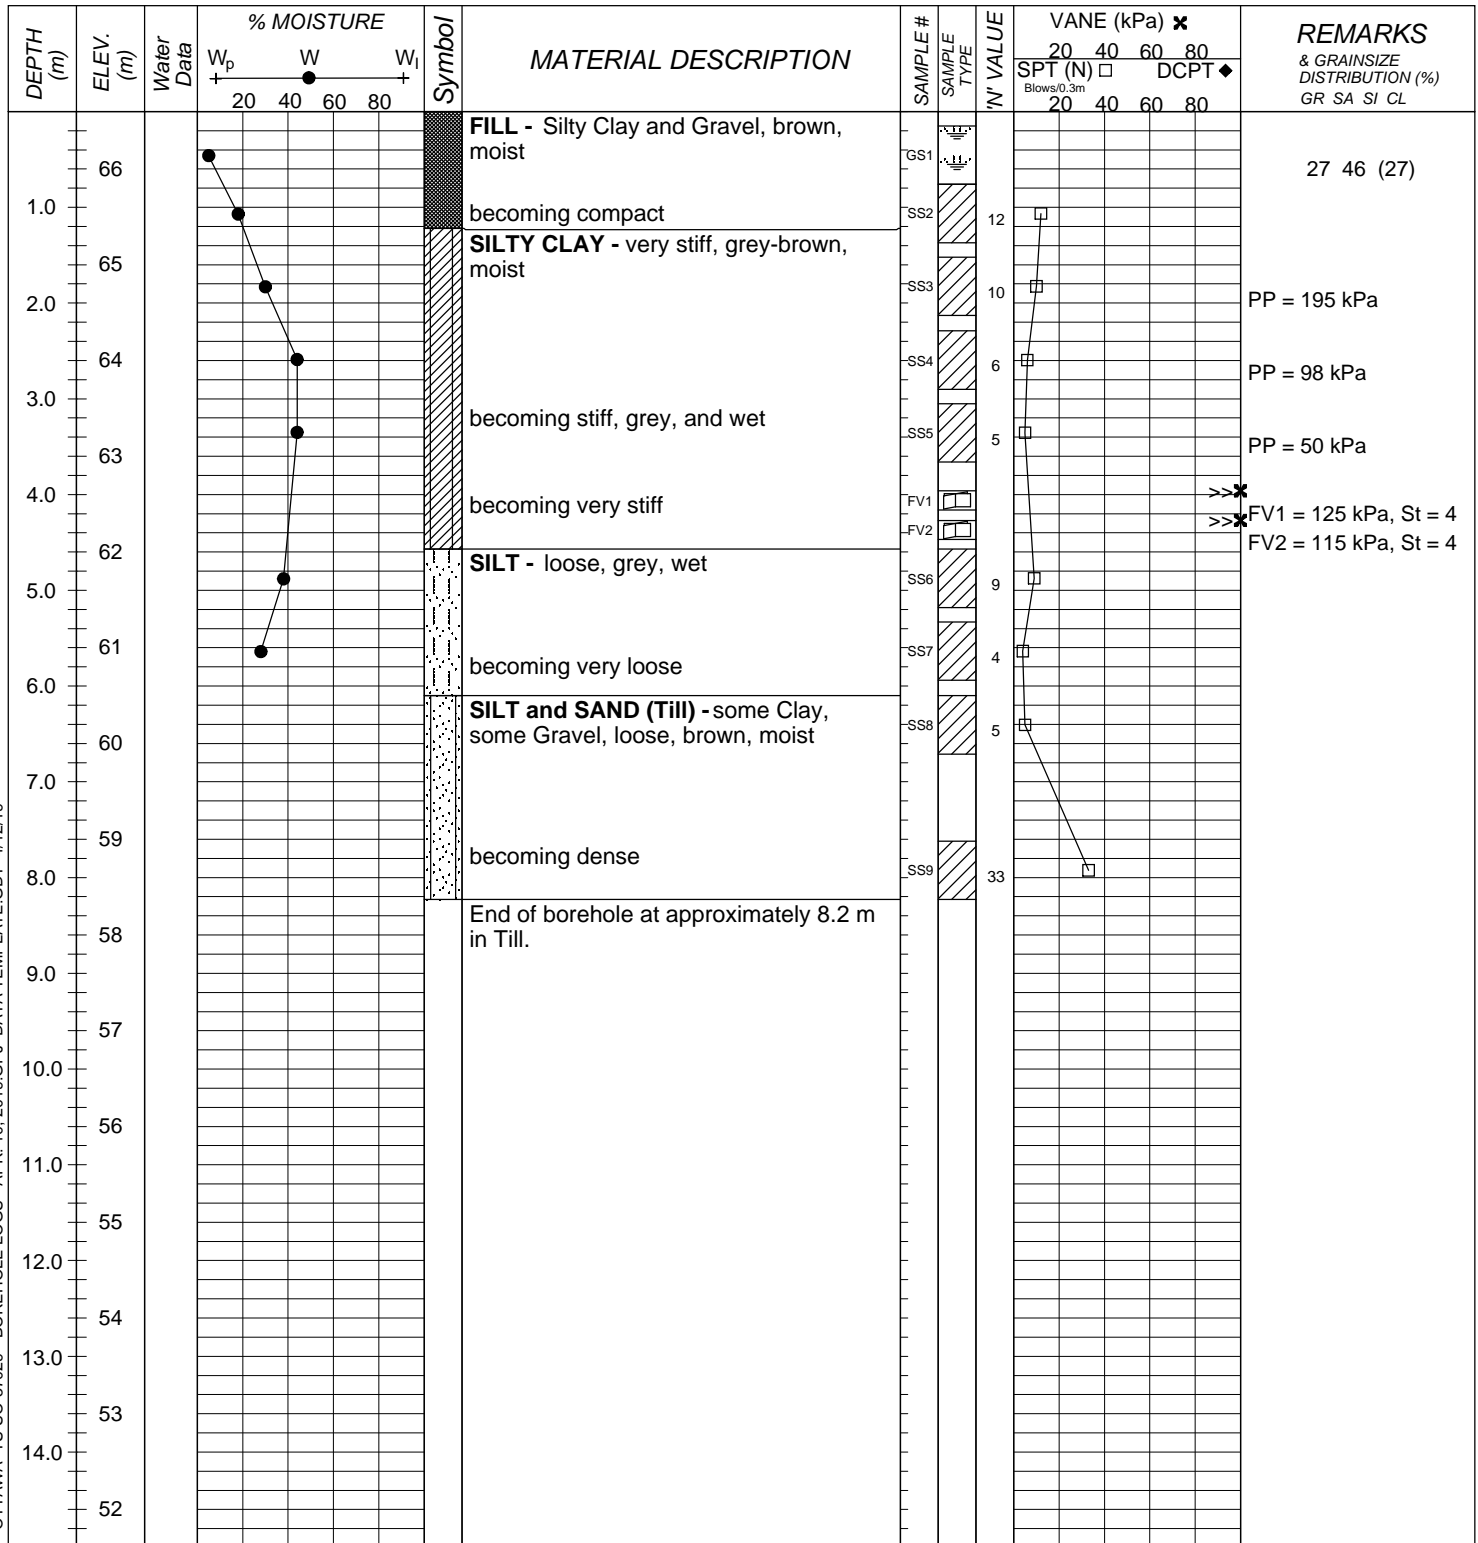 DEPTH (m)
ELEV. (m)
Water Data
% MOISTURE
Wp W Wl
20 40 60 80
Symbol
MATERIAL DESCRIPTION
SAMPLE #
SAMPLE TYPE
'N' VALUE
VANE (kPa) ✖
20 40 60 80
SPT (N) □ DCPT ◆
Blows/0.3m
20 40 60 80
REMARKS
& GRAINSIZE
DISTRIBUTION (%)
GR SA SI CL
FILL - Silty Clay and Gravel, brown,
moist
GS1
66
27 46 (27)
1.0
becoming compact
SS2
12
SILTY CLAY - very stiff, grey-brown,
moist
65
SS3
10
2.0
PP = 195 kPa
64
SS4
6
PP = 98 kPa
3.0
becoming stiff, grey, and wet
SS5
5
PP = 50 kPa
63
4.0
becoming very stiff
FV1
>>✖
FV1 = 125 kPa, St = 4
FV2
>>✖
FV2 = 115 kPa, St = 4
62
SILT - loose, grey, wet
SS6
9
5.0
61
SS7
4
becoming very loose
6.0
SILT and SAND (Till) - some Clay,
some Gravel, loose, brown, moist
SS8
5
60
7.0
59
becoming dense
SS9
33
8.0
End of borehole at approximately 8.2 m
in Till.
58
9.0
57
10.0
56
11.0
55
12.0
54
13.0
53
14.0
52